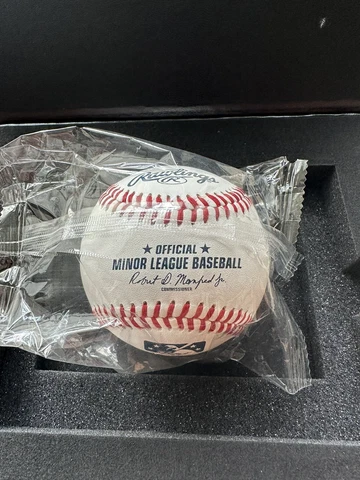 Rawlings
★ OFFICIAL ★
MINOR LEAGUE BASEBALL
Robert D. Manfred Jr.
COMMISSIONER